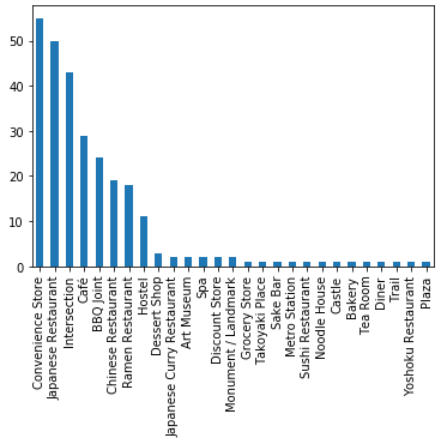 50
40
30
20
10
0
Convenience Store
Japanese Restaurant
Intersection
Café
BBQ Joint
Chinese Restaurant
Ramen Restaurant
Hostel
Dessert Shop
Japanese Curry Restaurant
Art Museum
Spa
Discount Store
Monument / Landmark
Grocery Store
Takoyaki Place
Sake Bar
Metro Station
Sushi Restaurant
Noodle House
Castle
Bakery
Tea Room
Diner
Trail
Yoshoku Restaurant
Plaza